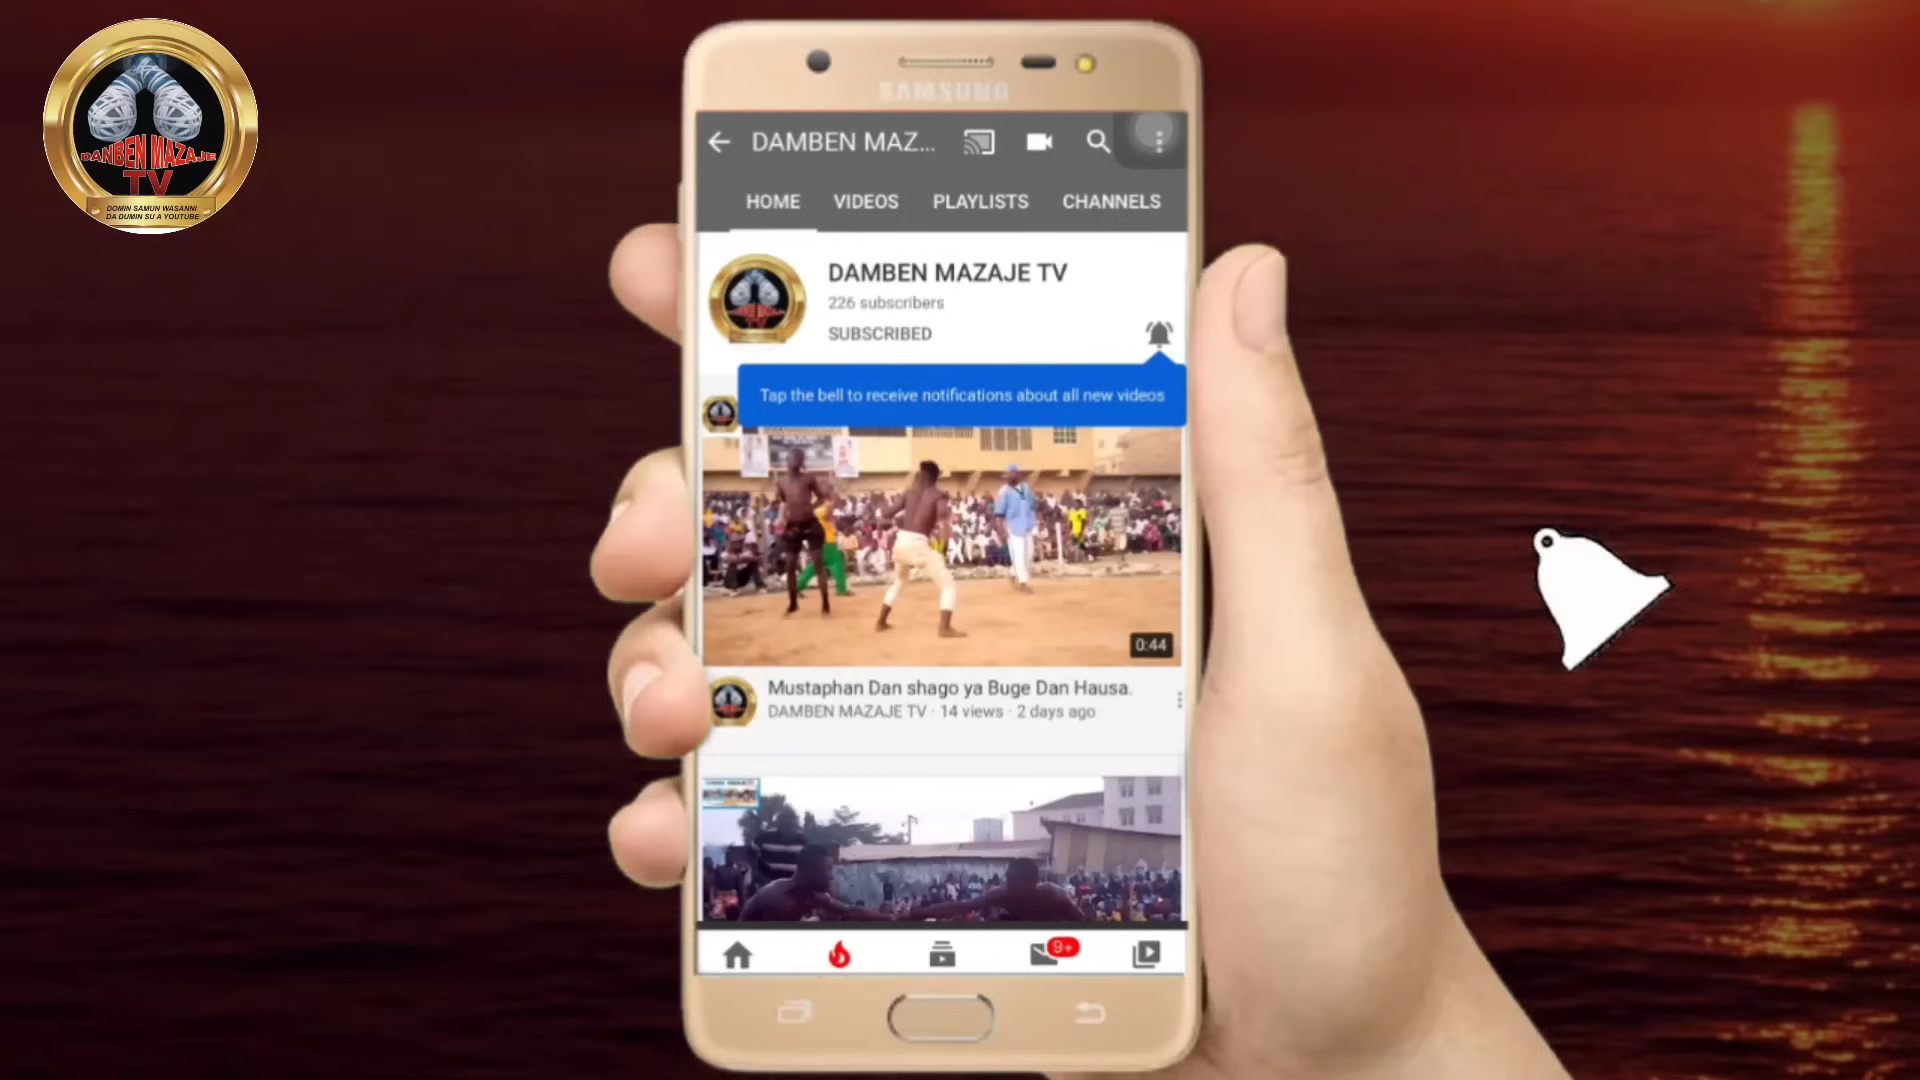 DANBEN MAZAJE
TV
DOMIN SAMUN WASANNI
DA DUMIN SU A YOUTUBE
SAMSUNG
DAMBEN MAZ...
HOME VIDEOS PLAYLISTS CHANNELS
DAMBEN MAZAJE TV
226 subscribers
SUBSCRIBED
Tap the bell to receive notifications about all new videos
0:44
Mustaphan Dan shago ya Buge Dan Hausa.
DAMBEN MAZAJE TV · 14 views · 2 days ago
9+